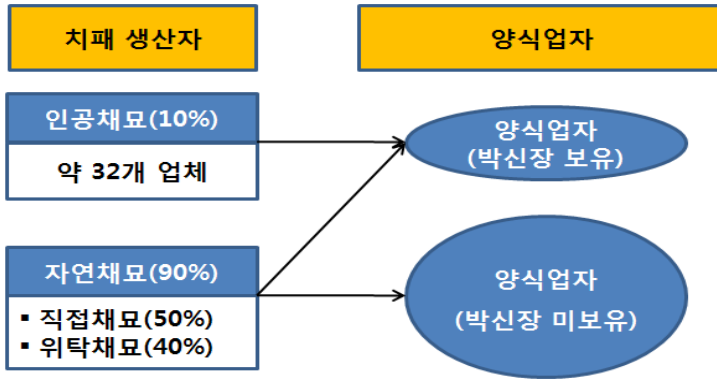 치패 생산자
양식업자
인공채묘(10%)
약 32개 업체
양식업자
(박신장 보유)
자연채묘(90%)
▪ 직접채묘(50%)
▪ 위탁채묘(40%)
양식업자
(박신장 미보유)